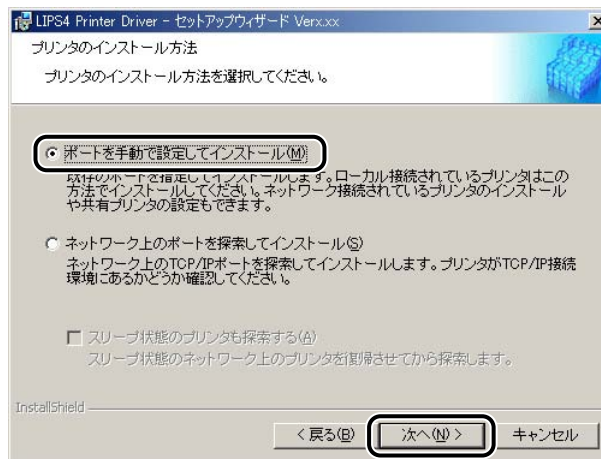 LIPS4 Printer Driver - セットアップウィザード Verx.xx
プリンタのインストール方法
プリンタのインストール方法を選択してください。
ポートを手動で設定してインストール(M)
既存のポートを指定してインストールします。ローカル接続されているプリンタはこの
方法でインストールしてください。ネットワーク接続されているプリンタのインストール
や共有プリンタの設定もできます。
ネットワーク上のポートを探索してインストール(S)
ネットワーク上のTCP/IPポートを探索してインストールします。プリンタがTCP/IP接続
環境にあるかどうか確認してください。
スリープ状態のプリンタも探索する(A)
スリープ状態のネットワーク上のプリンタを復帰させてから探索します。
InstallShield
< 戻る(B) 次へ(N) > キャンセル